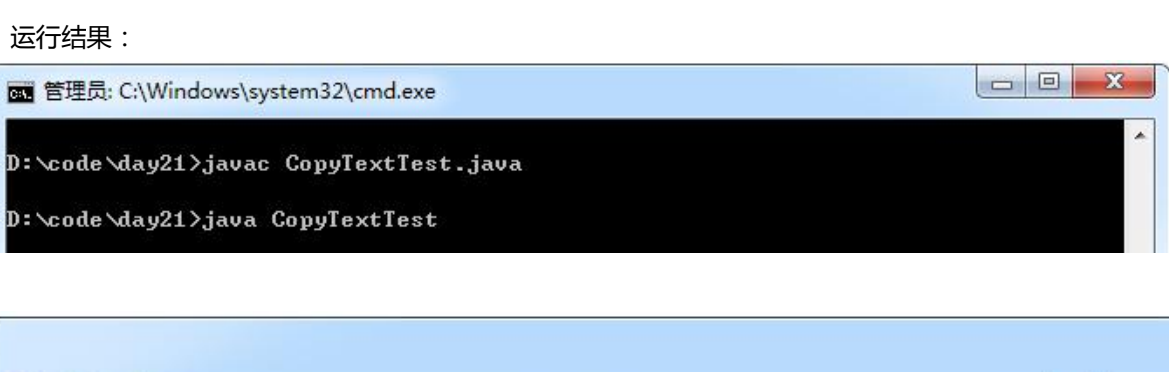 运行结果：
管理员: C:\Windows\system32\cmd.exe
D:\code\day21>javac CopyTextTest.java
D:\code\day21>java CopyTextTest